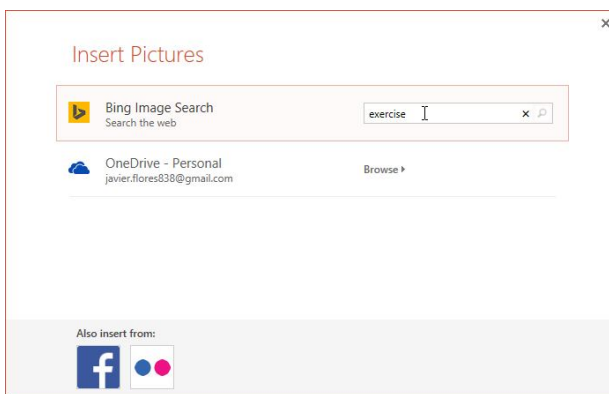 Insert Pictures
Bing Image Search
Search the web
exercise
OneDrive - Personal
javier.flores838@gmail.com
Browse
Also insert from: